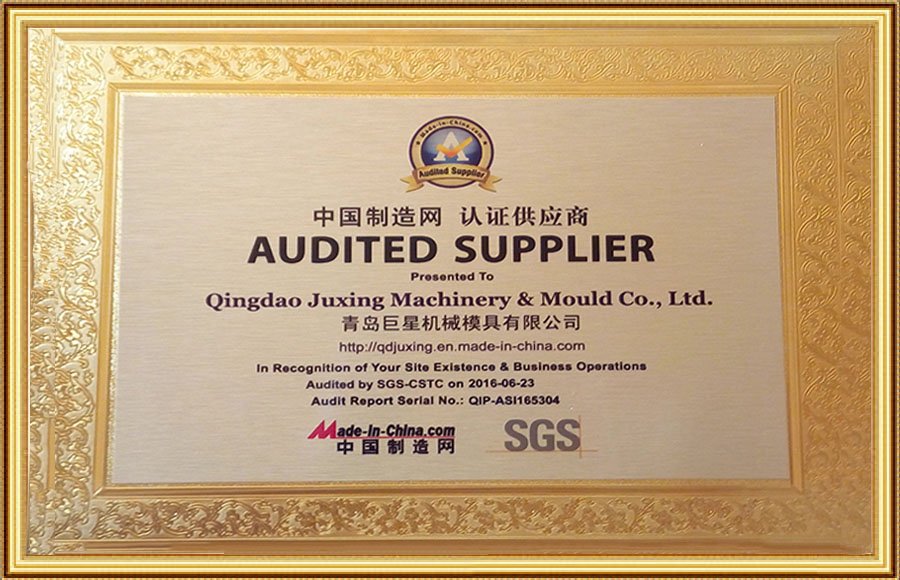 Made-in-China.com
A
Audited Supplier
中国制造网 认证供应商
AUDITED SUPPLIER
Presented To
Qingdao Juxing Machinery & Mould Co., Ltd.
青岛巨星机械模具有限公司
http://qdjuxing.en.made-in-china.com
In Recognition of Your Site Existence & Business Operations
Audited by SGS-CSTC on 2016-06-23
Audit Report Serial No.: QIP-ASI165304
Made-in-China.com
中国制造网
SGS